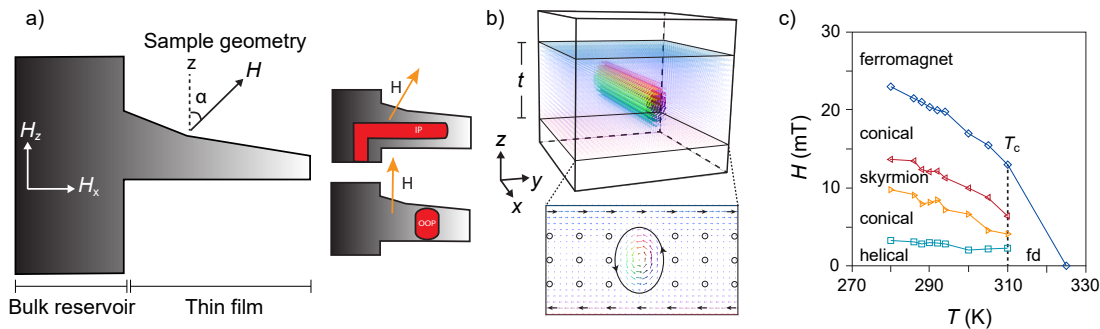 a)
Sample geometry
z
H
α
Hz
Hx
Bulk reservoir
Thin film
H
IP
H
OOP
b)
t
z
y
x
c)
30
20
10
0
H (mT)
ferromagnet
conical
skyrmion
conical
helical
Tc
fd
270
290
310
330
T (K)